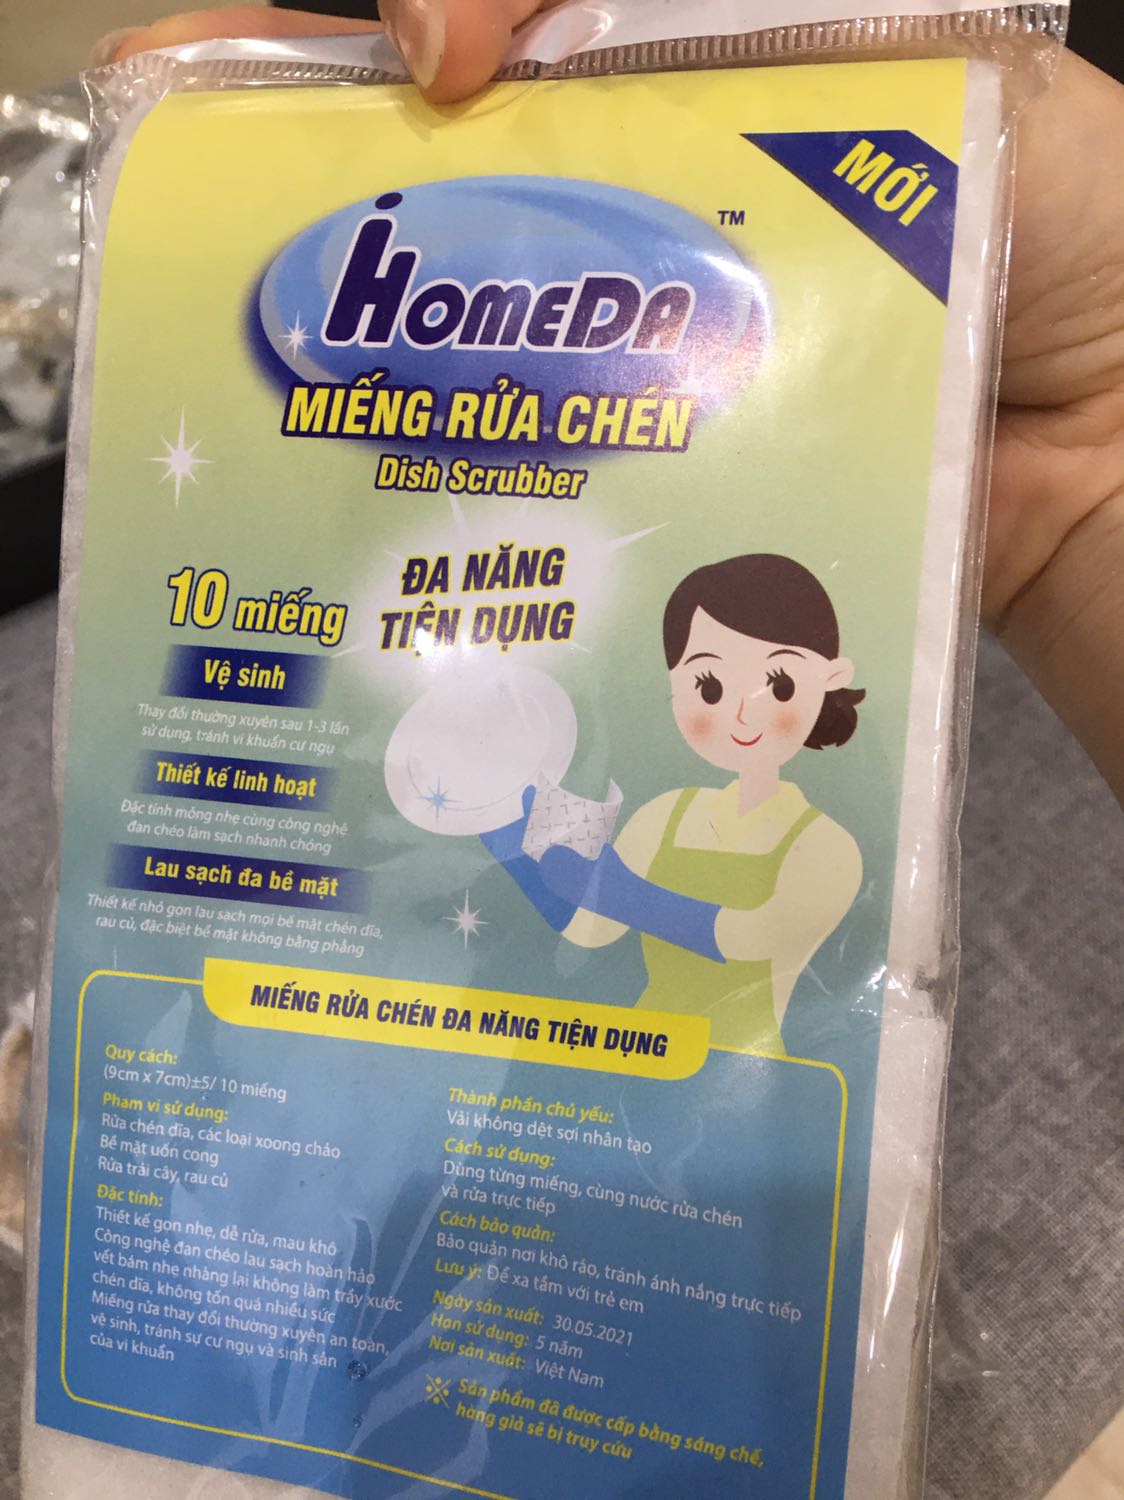 MỚI
HOMEDA TM
MIẾNG RỬA CHÉN
Dish Scrubber
ĐA NĂNG
TIỆN DỤNG
10 miếng
Vệ sinh
Thay đổi thường xuyên sau 1-3 lần
sử dụng, tránh vi khuẩn cư ngụ
Thiết kế linh hoạt
Đặc tính mỏng nhẹ cùng công nghệ
đan chéo làm sạch nhanh chóng
Lau sạch đa bề mặt
Thiết kế nhỏ gọn lau sạch mọi bề mặt chén dĩa,
rau củ, đặc biệt bề mặt không bằng phẳng
MIẾNG RỬA CHÉN ĐA NĂNG TIỆN DỤNG
Quy cách:
(9cm x 7cm)±5/ 10 miếng
Phạm vi sử dụng:
Rửa chén dĩa, các loại xoong chảo
Bề mặt uốn cong
Rửa trái cây, rau củ
Đặc tính:
Thiết kế gọn nhẹ, dễ rửa, mau khô
Công nghệ đan chéo lau sạch hoàn hảo
vết bám nhẹ nhàng lại không làm trầy xước
chén dĩa, không tốn quá nhiều sức
Miếng rửa thay đổi thường xuyên an toàn,
vệ sinh, tránh sự cư ngụ và sinh sản
của vi khuẩn
Thành phần chủ yếu:
Vải không dệt sợi nhân tạo
Cách sử dụng:
Dùng từng miếng, cùng nước rửa chén
và rửa trực tiếp
Cách bảo quản:
Bảo quản nơi khô ráo, tránh ánh nắng trực tiếp
Lưu ý: Để xa tầm với trẻ em
Ngày sản xuất: 30.05.2021
Hạn sử dụng: 5 năm
Nơi sản xuất: Việt Nam
※ Sản phẩm đã được cấp bằng sáng chế,
hàng giả sẽ bị truy cứu